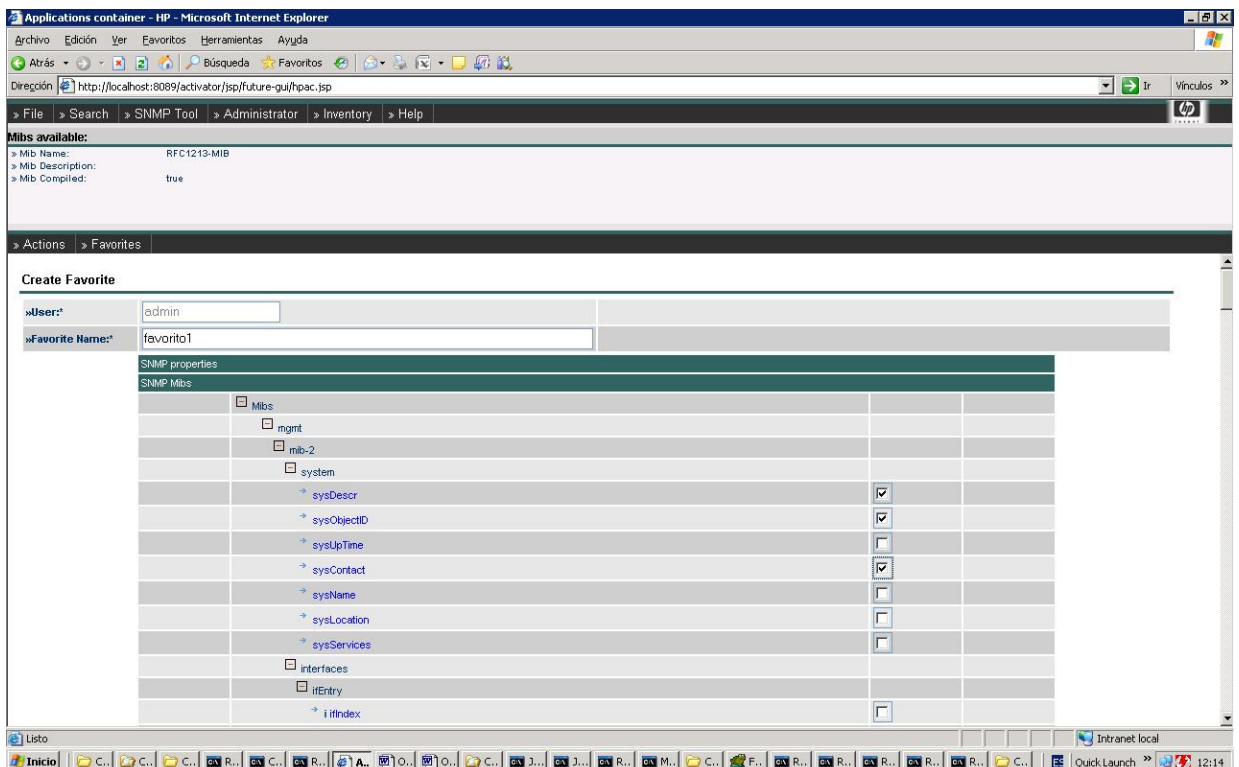 Applications container - HP - Microsoft Internet Explorer
Archivo Edición Ver Favoritos Herramientas Ayuda
Atrás Búsqueda Favoritos
Dirección http://localhost:8089/activator/jsp/future-gui/hpac.jsp Ir Vínculos »
» File » Search » SNMP Tool » Administrator » Inventory » Help
hp
Mibs available:
» Mib Name: RFC1213-MIB
» Mib Description:
» Mib Compiled: true
» Actions » Favorites
Create Favorite
»User:* admin
»Favorite Name:* favorito1
SNMP properties
SNMP Mibs
Mibs
mgmt
mib-2
system
sysDescr
sysObjectID
sysUpTime
sysContact
sysName
sysLocation
sysServices
interfaces
ifEntry
i ifIndex
Listo Intranet local
Inicio C.. C.. C.. R.. C.. R.. A.. O.. O.. C.. J... J... R.. M.. C.. F.. R.. R.. R.. R.. R.. C.. Quick Launch » 12:14